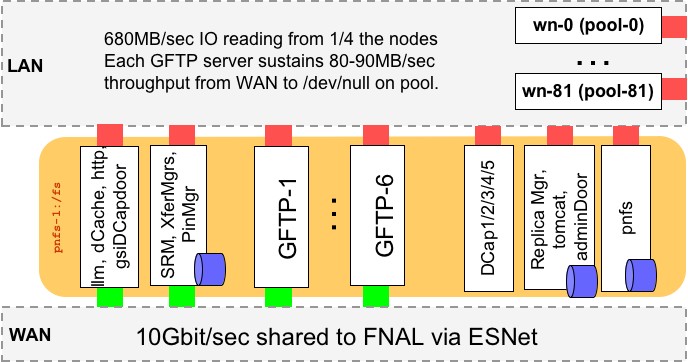 LAN
680MB/sec IO reading from 1/4 the nodes
Each GFTP server sustains 80-90MB/sec
throughput from WAN to /dev/null on pool.
wn-0 (pool-0)
...
wn-81 (pool-81)
pnfs-1:/fs
llm, dCache, http,
gsiDCapdoor
SRM, XferMgrs,
PinMgr
GFTP-1
...
GFTP-6
DCap1/2/3/4/5
Replica Mgr,
tomcat,
adminDoor
pnfs
WAN
10Gbit/sec shared to FNAL via ESNet